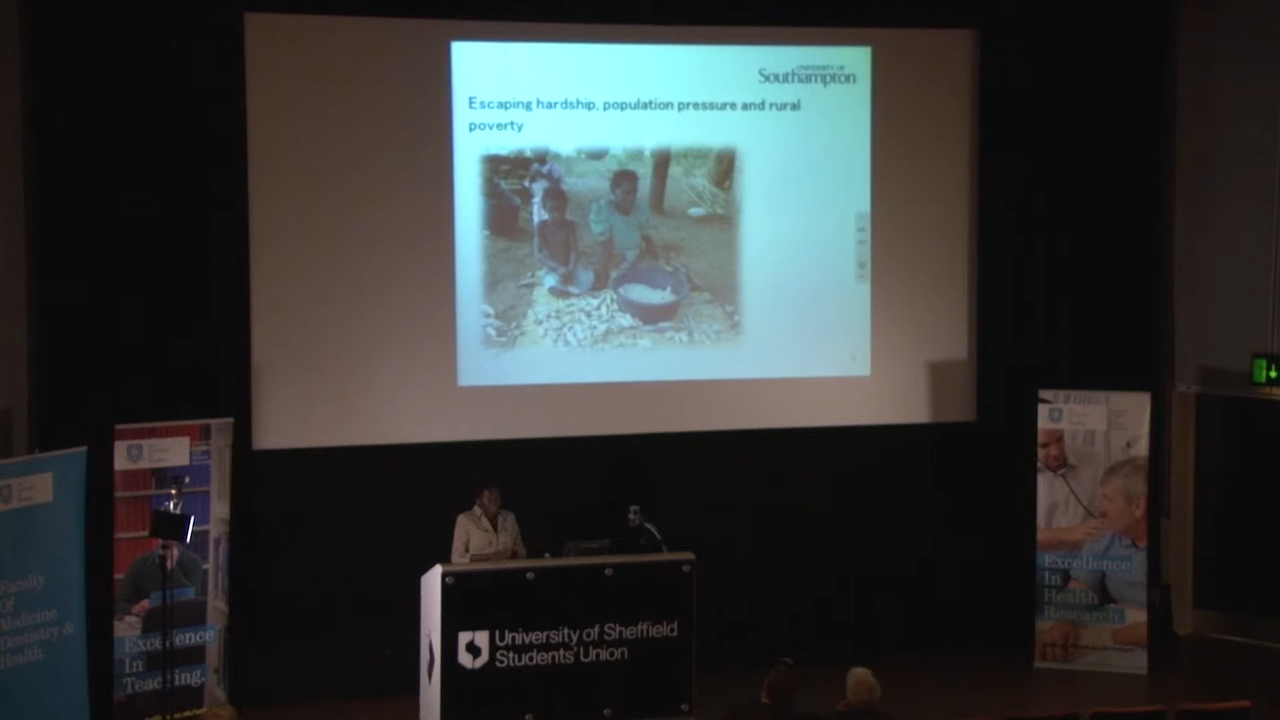 UNIVERSITY OF
Southampton
Escaping hardship, population pressure and rural
poverty
Faculty
Of
Medicine
Dentistry &
Health.
Excellence
In
Teaching.
University of Sheffield
Students' Union
Excellence
In
Health
Research.